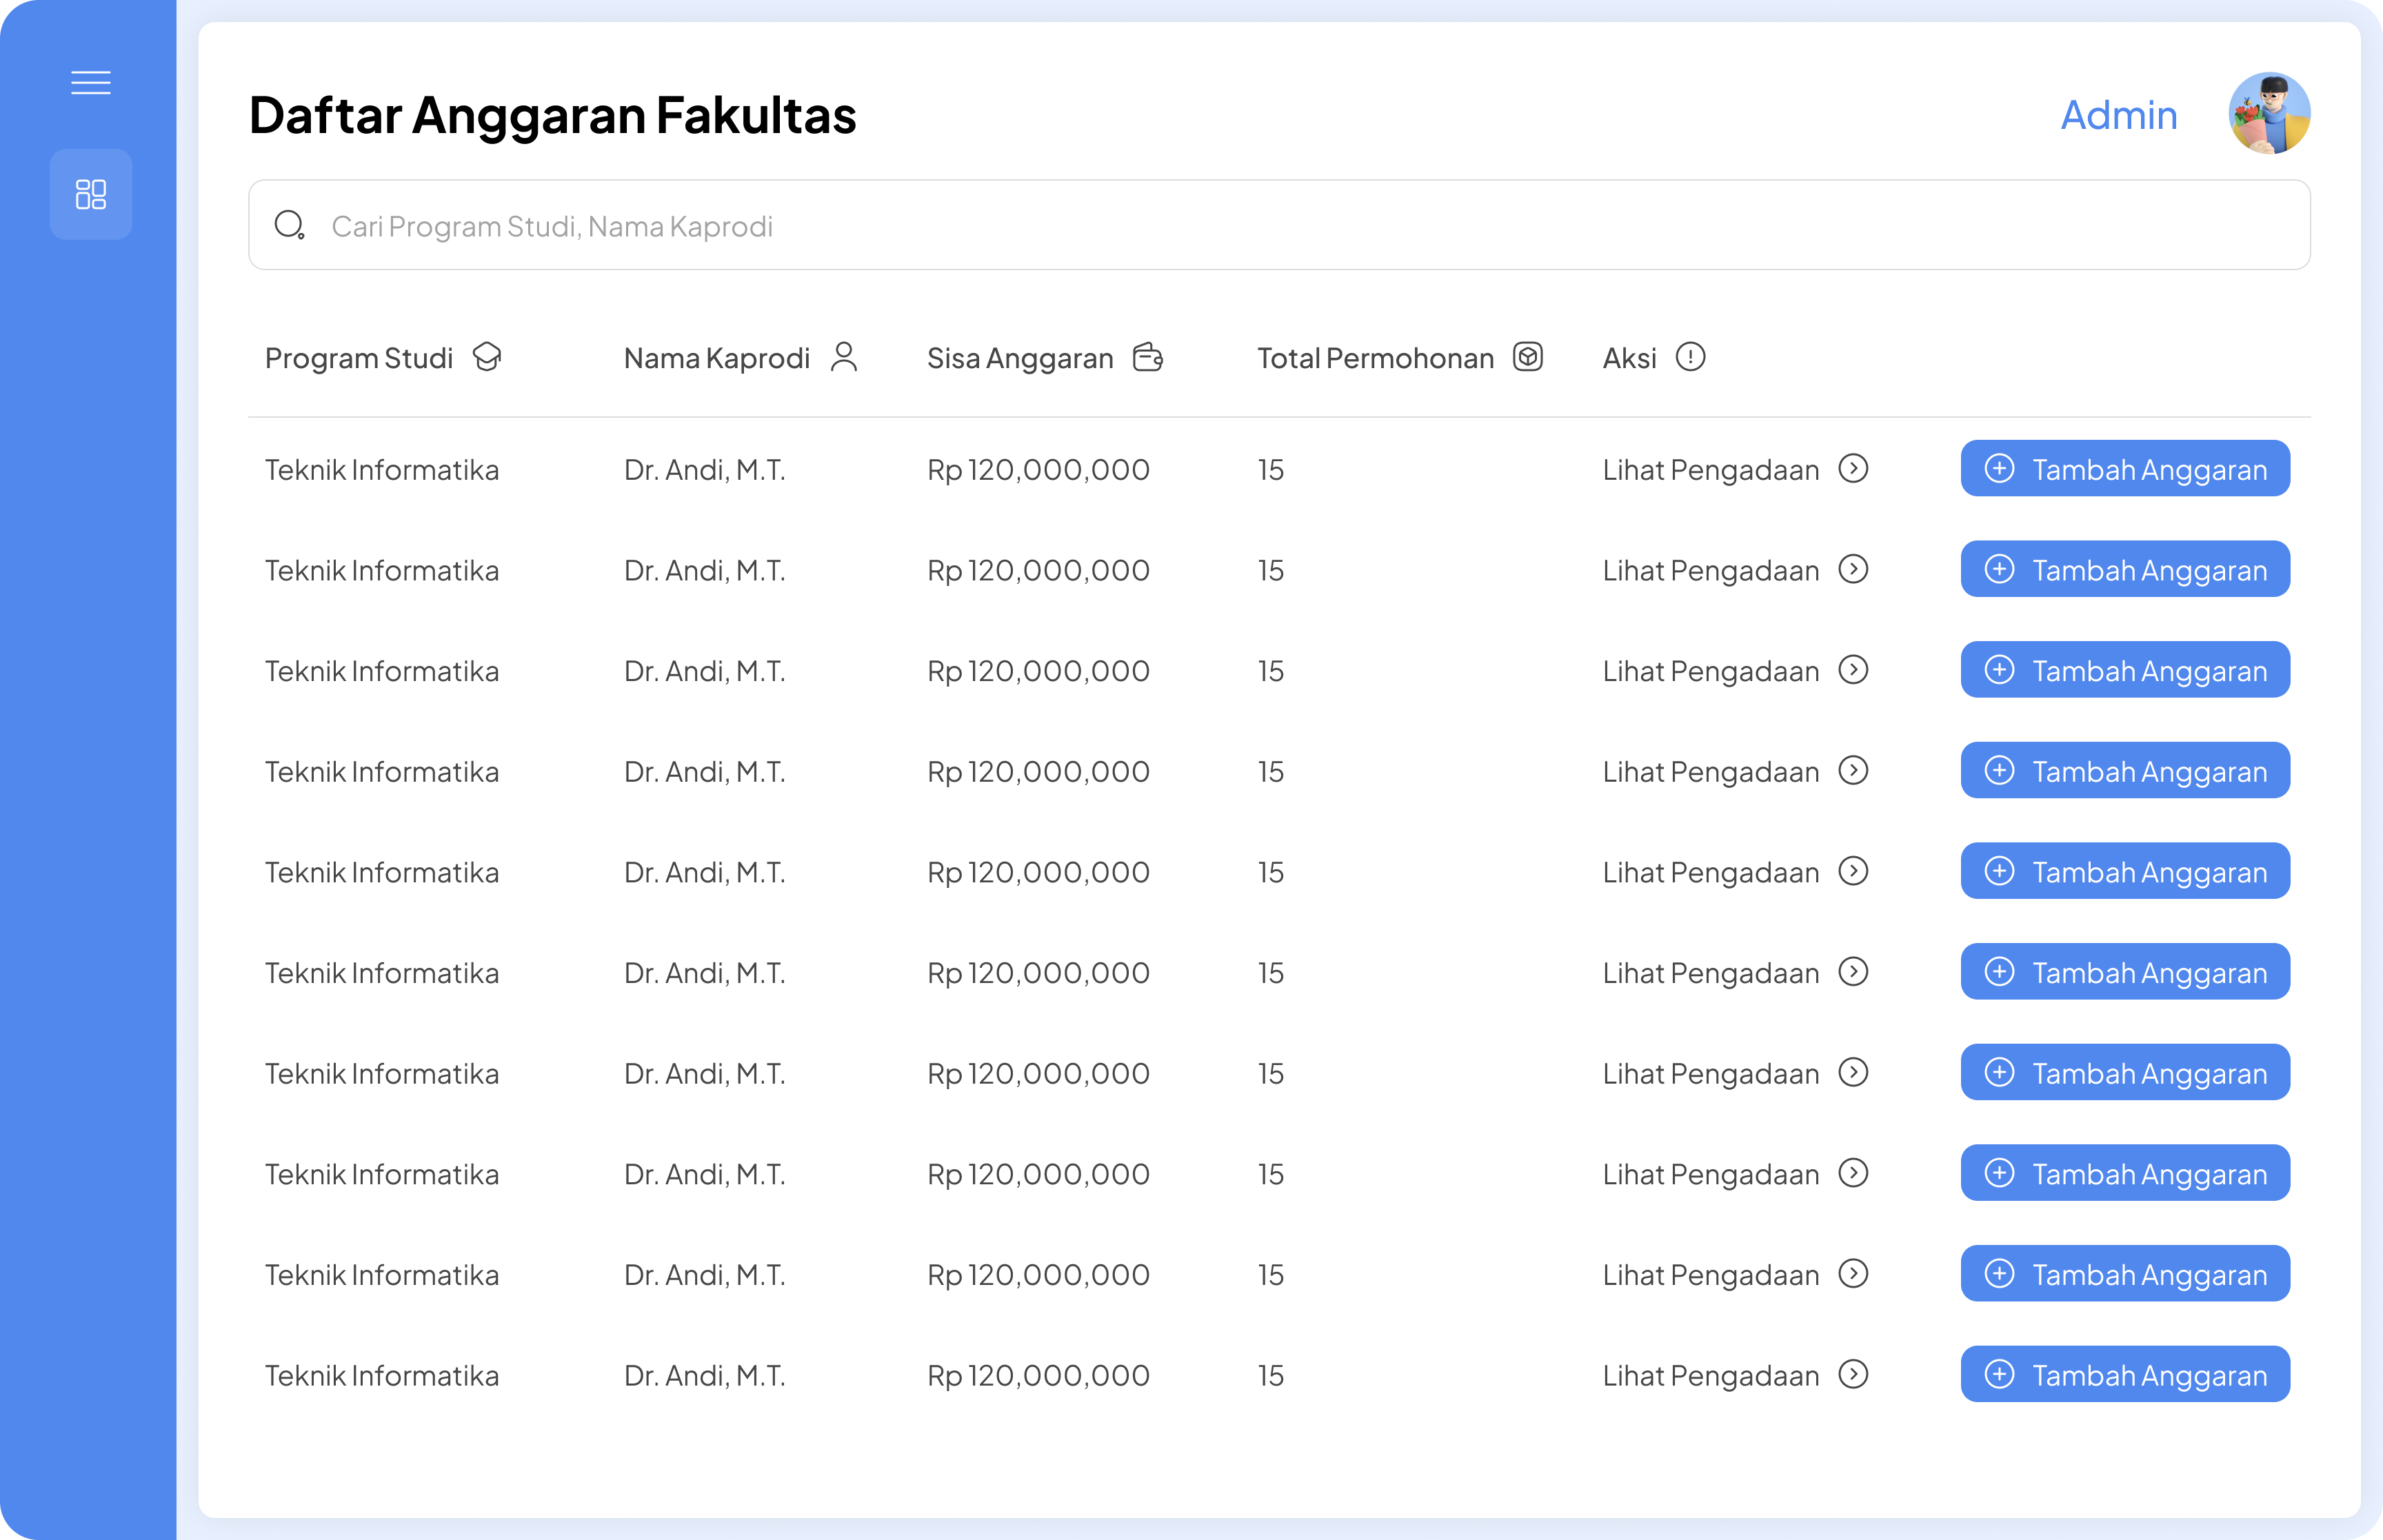 Daftar Anggaran Fakultas
Admin
Cari Program Studi, Nama Kaprodi
Program Studi Nama Kaprodi Sisa Anggaran Total Permohonan Aksi
Teknik Informatika Dr. Andi, M.T. Rp 120,000,000 15 Lihat Pengadaan Tambah Anggaran
Teknik Informatika Dr. Andi, M.T. Rp 120,000,000 15 Lihat Pengadaan Tambah Anggaran
Teknik Informatika Dr. Andi, M.T. Rp 120,000,000 15 Lihat Pengadaan Tambah Anggaran
Teknik Informatika Dr. Andi, M.T. Rp 120,000,000 15 Lihat Pengadaan Tambah Anggaran
Teknik Informatika Dr. Andi, M.T. Rp 120,000,000 15 Lihat Pengadaan Tambah Anggaran
Teknik Informatika Dr. Andi, M.T. Rp 120,000,000 15 Lihat Pengadaan Tambah Anggaran
Teknik Informatika Dr. Andi, M.T. Rp 120,000,000 15 Lihat Pengadaan Tambah Anggaran
Teknik Informatika Dr. Andi, M.T. Rp 120,000,000 15 Lihat Pengadaan Tambah Anggaran
Teknik Informatika Dr. Andi, M.T. Rp 120,000,000 15 Lihat Pengadaan Tambah Anggaran
Teknik Informatika Dr. Andi, M.T. Rp 120,000,000 15 Lihat Pengadaan Tambah Anggaran